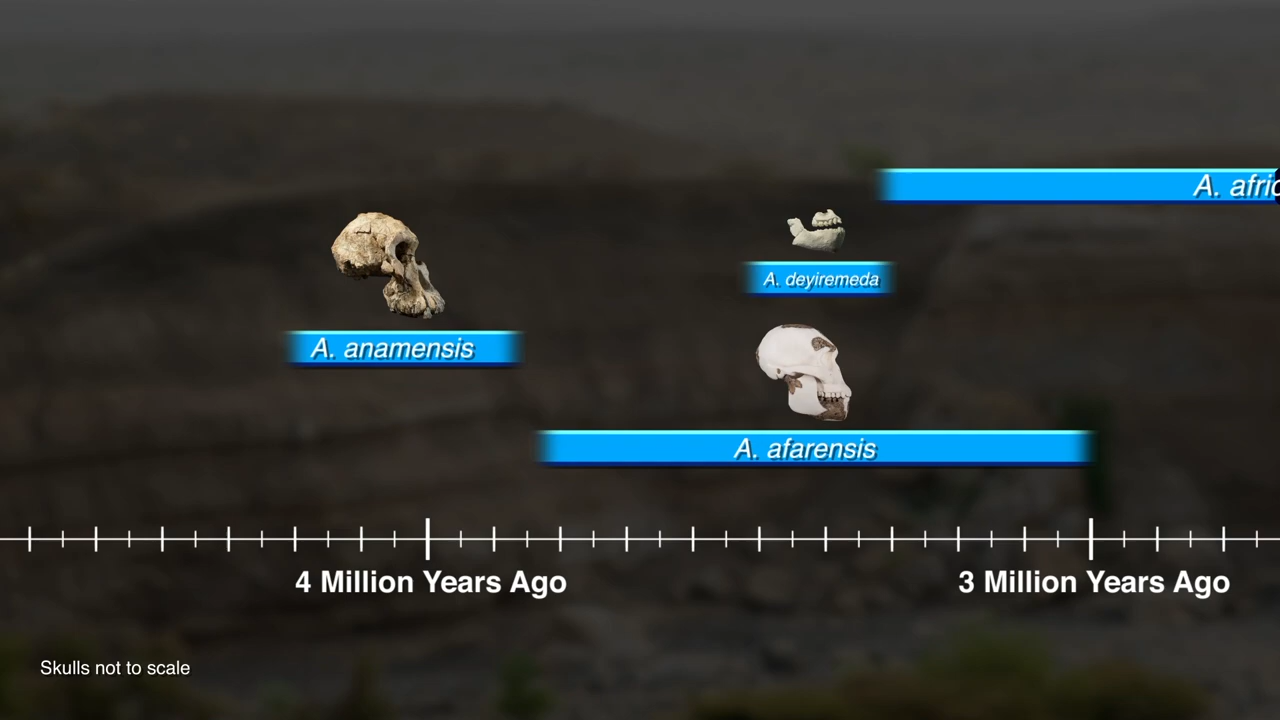 A. afric
A. deyiremeda
A. anamensis
A. afarensis
4 Million Years Ago
3 Million Years Ago
Skulls not to scale